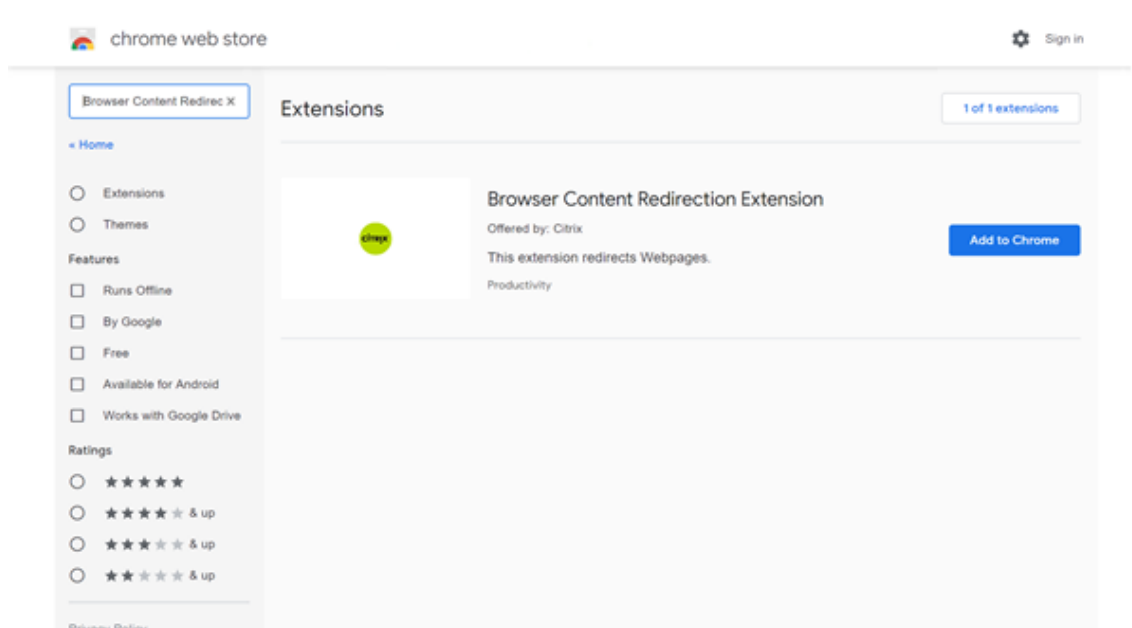 chrome web store
Sign in
Browser Content Redirec X
Extensions
1 of 1 extensions
« Home
Extensions
Themes
Features
Runs Offline
By Google
Free
Available for Android
Works with Google Drive
Ratings
& up
& up
& up
Privacy Policy
citrix
Browser Content Redirection Extension
Offered by: Citrix
This extension redirects Webpages.
Productivity
Add to Chrome